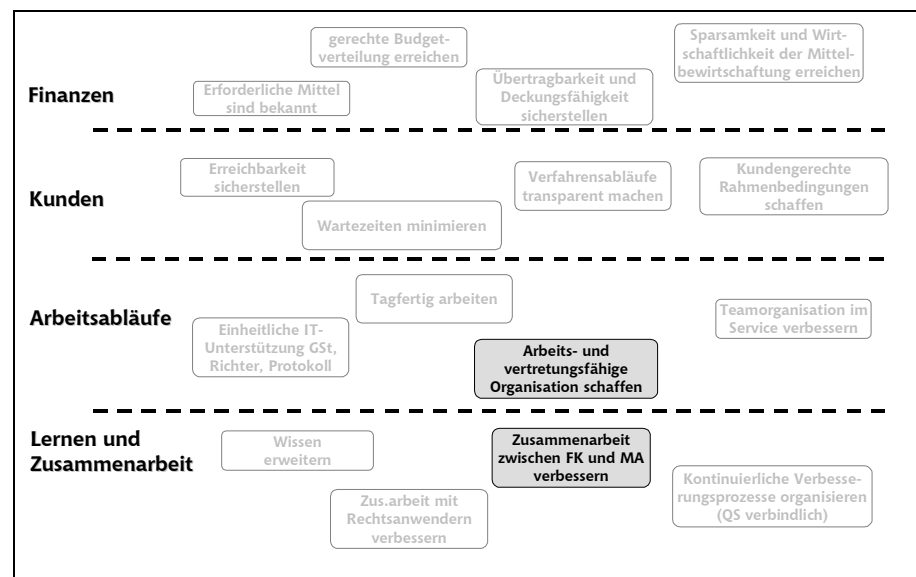 Finanzen
gerechte Budget-
verteilung erreichen
Sparsamkeit und Wirt-
schaftlichkeit der Mittel-
bewirtschaftung erreichen
Erforderliche Mittel
sind bekannt
Übertragbarkeit und
Deckungsfähigkeit
sicherstellen
Kunden
Erreichbarkeit
sicherstellen
Wartezeiten minimieren
Verfahrensabläufe
transparent machen
Kundengerechte
Rahmenbedingungen
schaffen
Arbeitsabläufe
Tagfertig arbeiten
Einheitliche IT-
Unterstützung GSt,
Richter, Protokoll
Arbeits- und
vertretungsfähige
Organisation schaffen
Teamorganisation im
Service verbessern
Lernen und
Zusammenarbeit
Wissen
erweitern
Zus.arbeit mit
Rechtsanwendern
verbessern
Zusammenarbeit
zwischen FK und MA
verbessern
Kontinuierliche Verbesse-
rungsprozesse organisieren
(QS verbindlich)